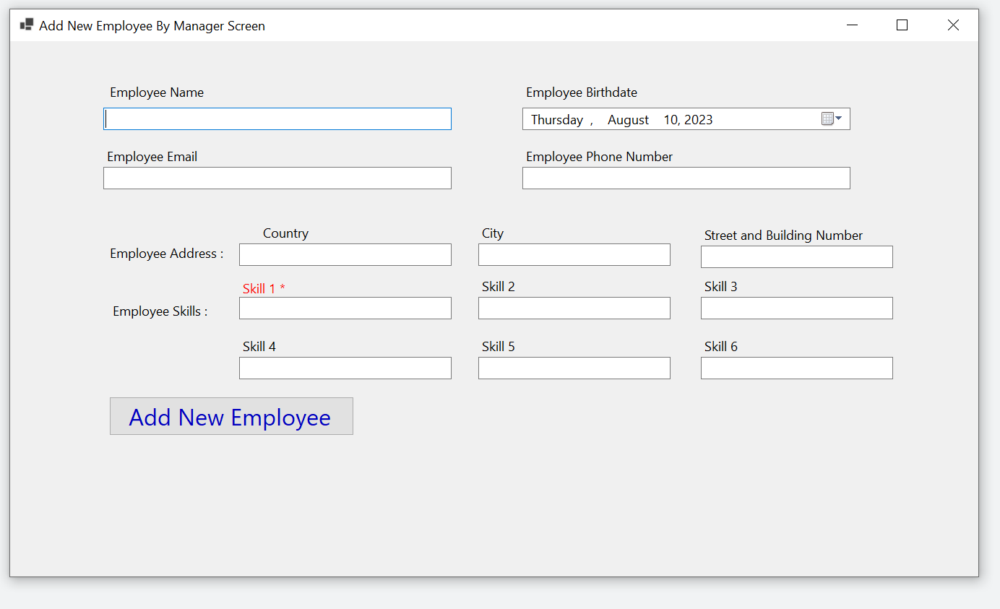 Add New Employee By Manager Screen
Employee Name
Employee Birthdate
Thursday , August 10, 2023
Employee Email
Employee Phone Number
Country
City
Street and Building Number
Employee Address :
Skill 1 *
Skill 2
Skill 3
Employee Skills :
Skill 4
Skill 5
Skill 6
Add New Employee